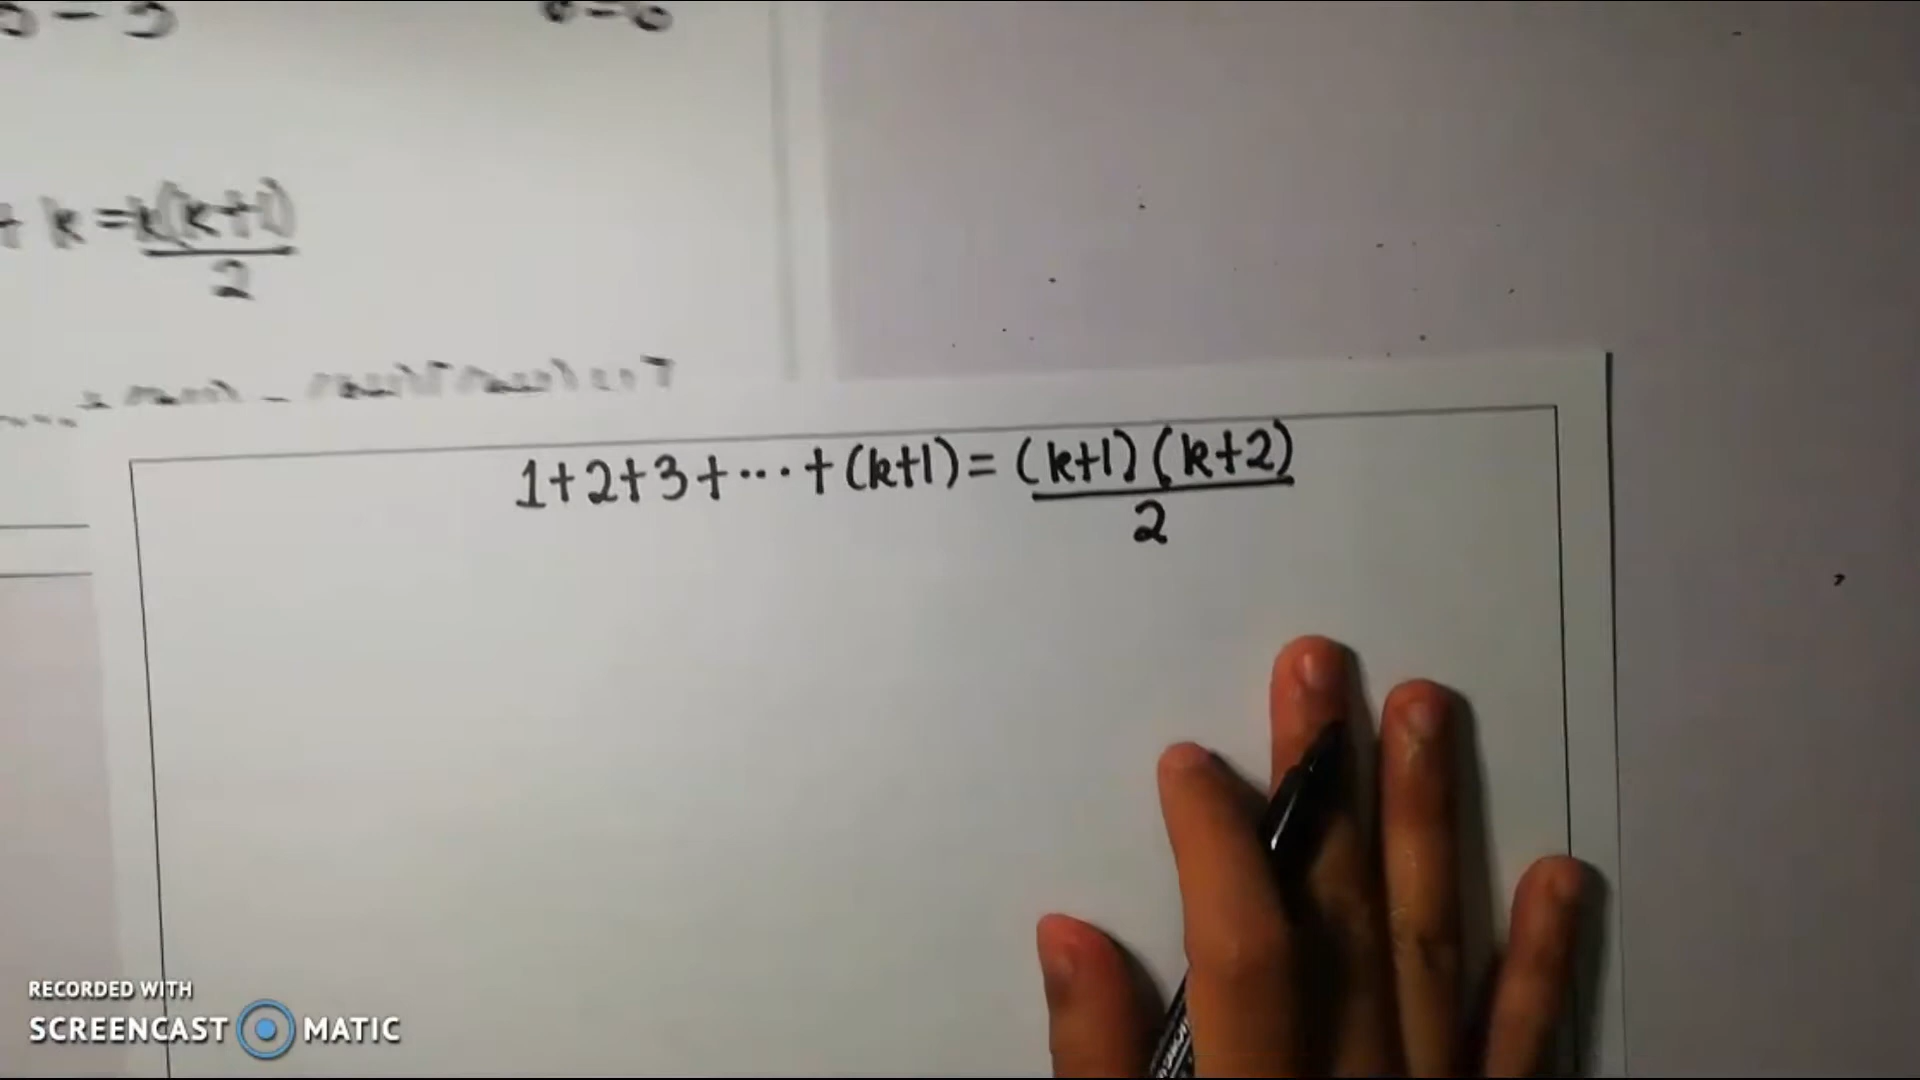 + k = k(k+1)
2
1+2+3+...+(k+1) = (k+1)(k+2)
2
RECORDED WITH
SCREENCAST MATIC